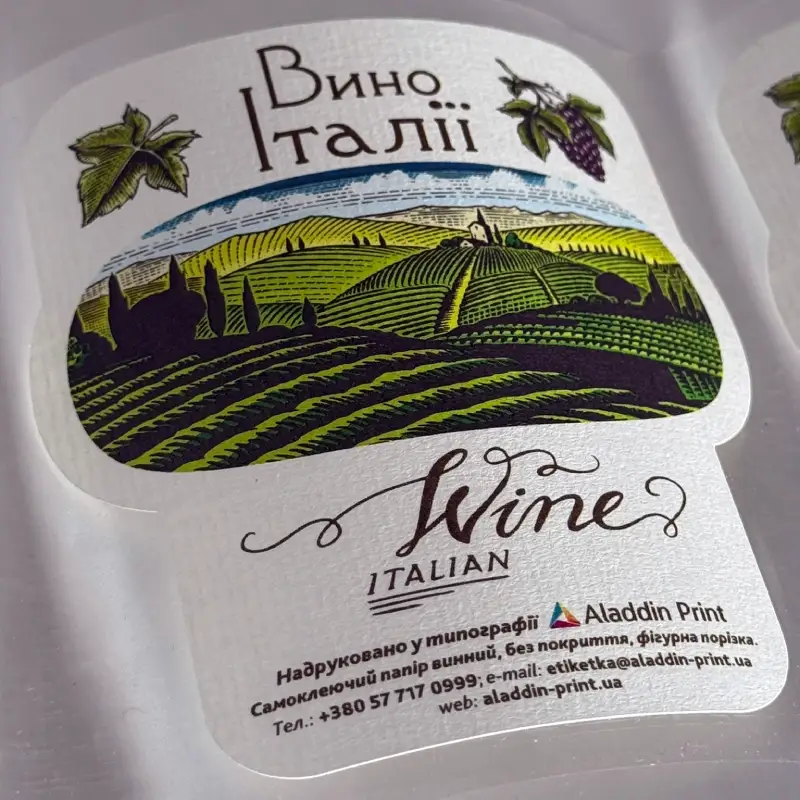 Вино
Італії
Wine
ITALIAN
Надруковано у типографії Aladdin Print
Самоклеючий папір винний, без покриття, фігурна порізка.
Тел.: +380 57 717 0999; e-mail: etiketka@aladdin-print.ua
web: aladdin-print.ua